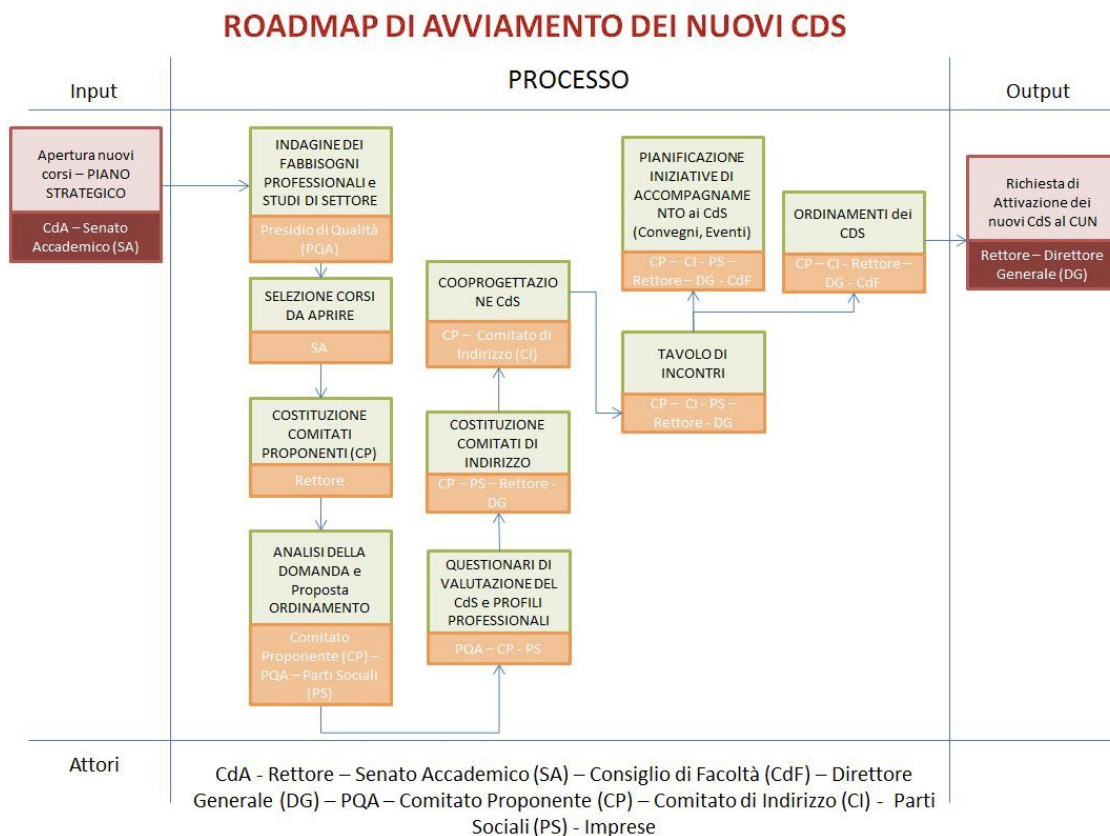 ROADMAP DI AVVIAMENTO DEI NUOVI CDS
Input
PROCESSO
Output
Apertura nuovi
corsi – PIANO
STRATEGICO
CdA – Senato
Accademico (SA)
INDAGINE DEI
FABBISOGNI
PROFESSIONALI e
STUDI DI SETTORE
Presidio di Qualità
(PQA)
SELEZIONE CORSI
DA APRIRE
SA
COSTITUZIONE
COMITATI
PROPONENTI (CP)
Rettore
ANALISI DELLA
DOMANDA e
Proposta
ORDINAMENTO
Comitato
Proponente (CP) –
PQA – Parti Sociali
(PS)
QUESTIONARI DI
VALUTAZIONE DEL
CdS e PROFILI
PROFESSIONALI
PQA – CP - PS
COSTITUZIONE
COMITATI DI
INDIRIZZO
CP – PS – Rettore -
DG
COOPROGETTAZIO
NE CdS
CP – Comitato di
Indirizzo (CI)
TAVOLO DI
INCONTRI
CP – CI - PS –
Rettore - DG
PIANIFICAZIONE
INIZIATIVE DI
ACCOMPAGNAME
NTO ai CdS
(Convegni, Eventi)
CP – CI - PS –
Rettore – DG - CdF
ORDINAMENTI dei
CDS
CP – CI - Rettore –
DG - CdF
Richiesta di
Attivazione dei
nuovi CdS al CUN
Rettore – Direttore
Generale (DG)
Attori
CdA - Rettore – Senato Accademico (SA) – Consiglio di Facoltà (CdF) – Direttore
Generale (DG) – PQA – Comitato Proponente (CP) – Comitato di Indirizzo (CI) - Parti
Sociali (PS) - Imprese